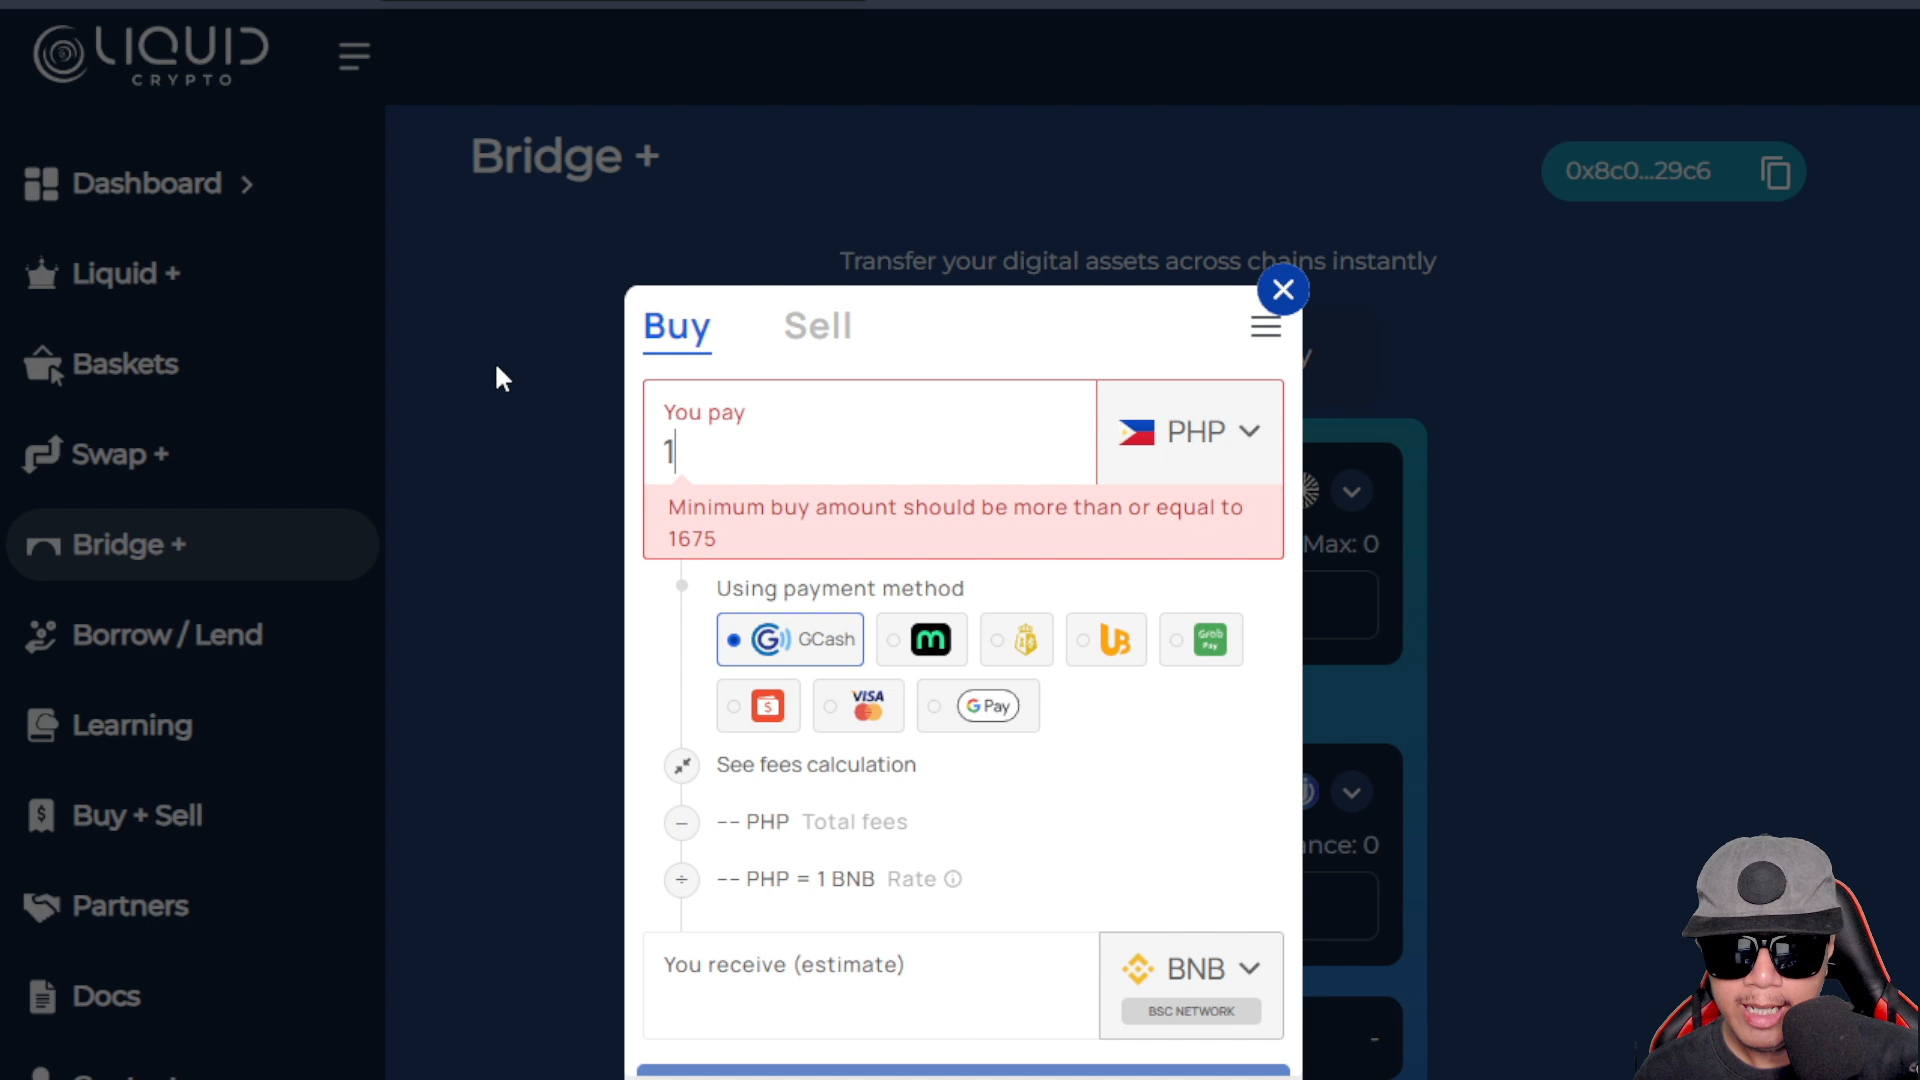 LIQUID
CRYPTO
Dashboard
Liquid +
Baskets
Swap +
Bridge +
Borrow / Lend
Learning
Buy + Sell
Partners
Docs
Bridge +
0x8c0...29c6
Transfer your digital assets across chains instantly
Buy
Sell
You pay
1
PHP
Minimum buy amount should be more than or equal to
1675
Using payment method
GCash
Grab
Pay
VISA
G Pay
See fees calculation
-- PHP Total fees
-- PHP = 1 BNB Rate
You receive (estimate)
BNB
BSC NETWORK
Max: 0
ance: 0
-